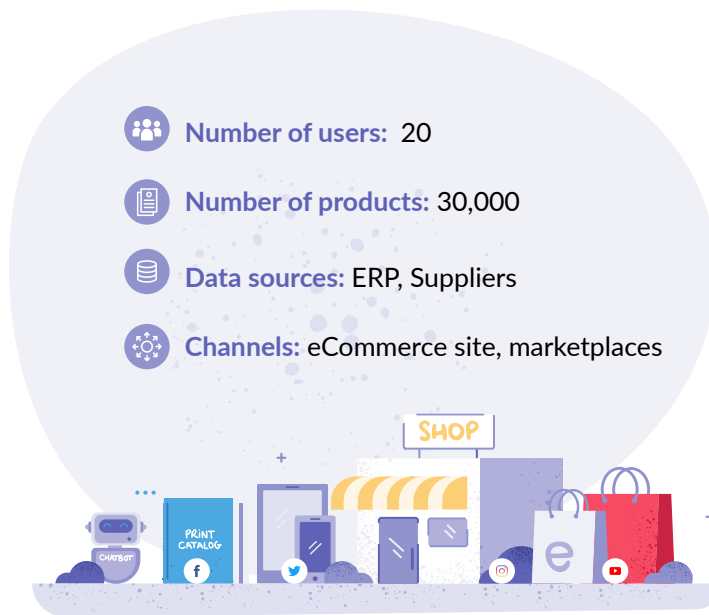 Number of users: 20
Number of products: 30,000
Data sources: ERP, Suppliers
Channels: eCommerce site, marketplaces
SHOP
PRINT
CATALOG
CHATBOT
e